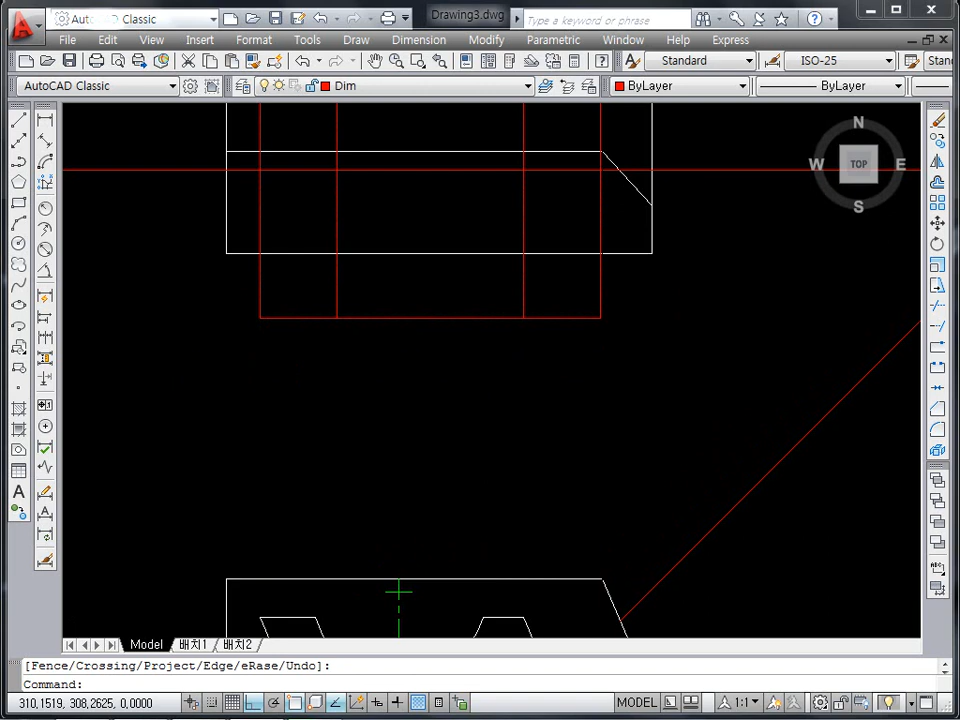 Auto Classic
Drawing3.dwg
Type a keyword or phrase
File Edit View Insert Format Tools Draw Dimension Modify Parametric Window Help Express
Standard
ISO-25
Stan
AutoCAD Classic
Dim
ByLayer
ByLayer
N
W TOP E
S
Model 배치1 배치2
[Fence/Crossing/Project/Edge/eRase/Undo]:
Command:
310,1519, 308,2625, 0,0000
MODEL
1:1